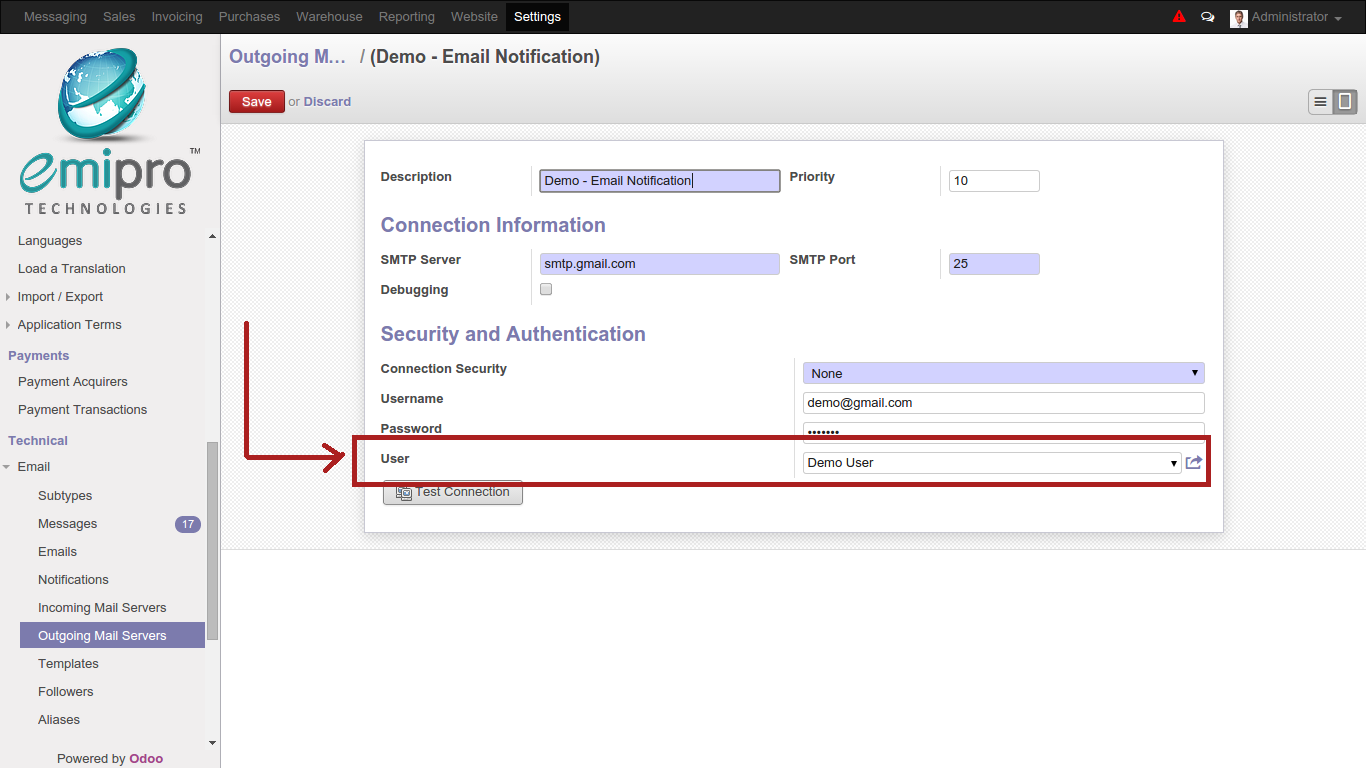 Messaging Sales Invoicing Purchases Warehouse Reporting Website Settings Administrator
emipro™
TECHNOLOGIES
Languages
Load a Translation
Import / Export
Application Terms
Payments
Payment Acquirers
Payment Transactions
Technical
Email
Subtypes
Messages 17
Emails
Notifications
Incoming Mail Servers
Outgoing Mail Servers
Templates
Followers
Aliases
Powered by Odoo
Outgoing M... / (Demo - Email Notification)
Save or Discard
Description Demo - Email Notification Priority 10
Connection Information
SMTP Server smtp.gmail.com SMTP Port 25
Debugging
Security and Authentication
Connection Security None
Username demo@gmail.com
Password •••••••
User Demo User
Test Connection